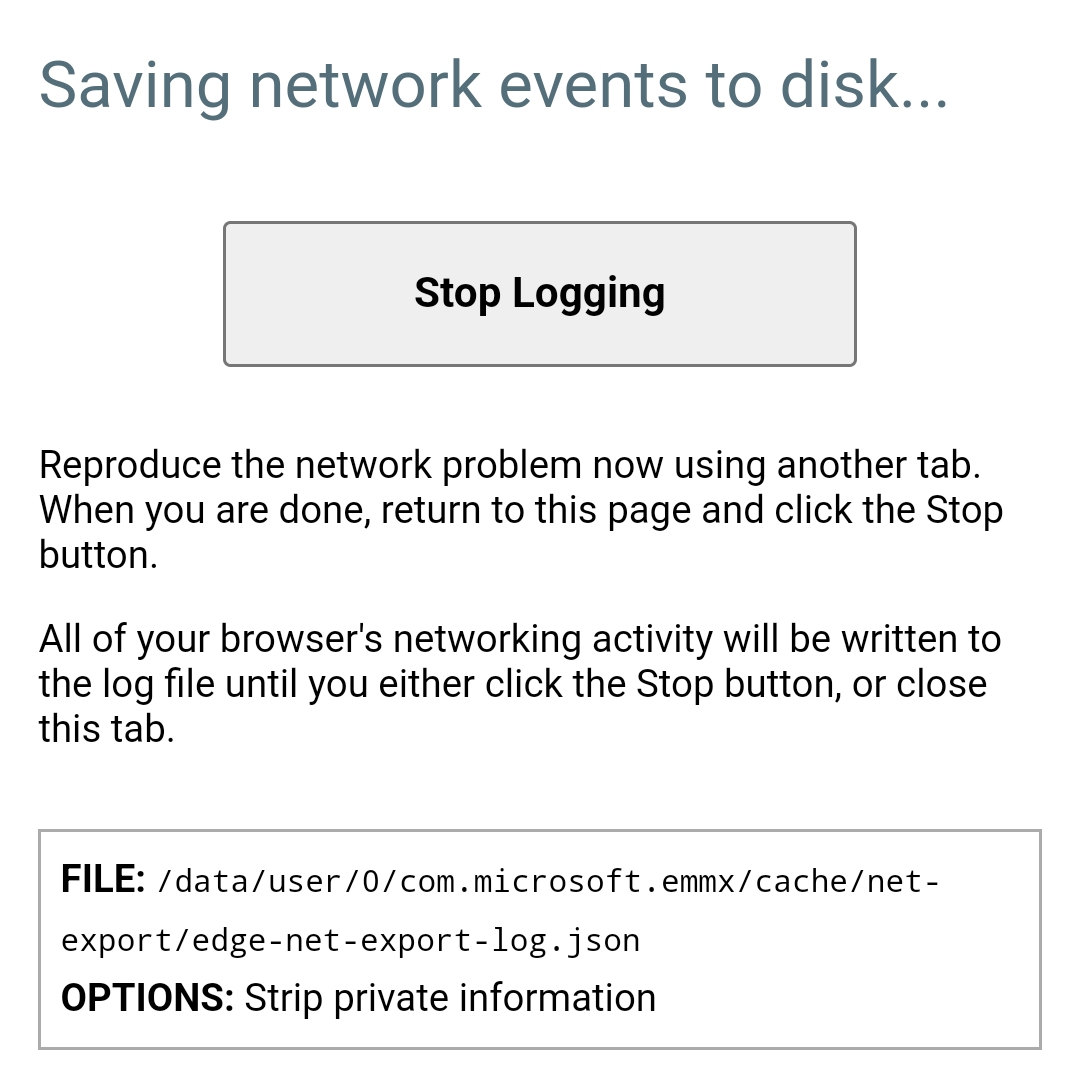 Saving network events to disk...
Stop Logging
Reproduce the network problem now using another tab.
When you are done, return to this page and click the Stop
button.
All of your browser's networking activity will be written to
the log file until you either click the Stop button, or close
this tab.
FILE: /data/user/0/com.microsoft.emmx/cache/net-
export/edge-net-export-log.json
OPTIONS: Strip private information